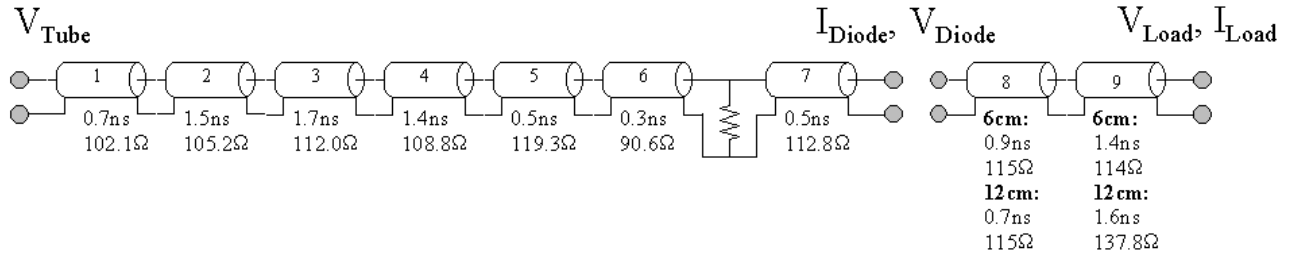 V_Tube I_Diode, V_Diode V_Load, I_Load
1 2 3 4 5 6 7 8 9
0.7ns 1.5ns 1.7ns 1.4ns 0.5ns 0.3ns 0.5ns 6cm: 6cm:
102.1Ω 105.2Ω 112.0Ω 108.8Ω 119.3Ω 90.6Ω 112.8Ω 0.9ns 1.4ns
115Ω 114Ω
12cm: 12cm:
0.7ns 1.6ns
115Ω 137.8Ω